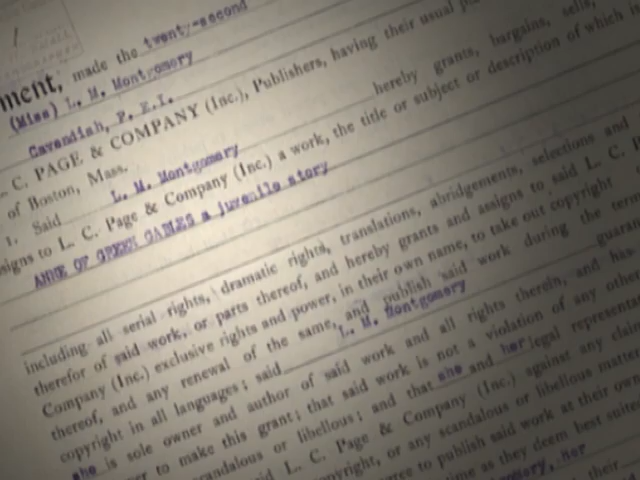 ment, made the twenty-second
(Miss) L. M. Montgomery
Cavendish, P. E. I.
C. PAGE & COMPANY (Inc.), Publishers, having their usual
of Boston, Mass.
1. Said L. M. Montgomery hereby grants, bargains, sells,
signs to L. C. Page & Company (Inc.) a work, the title or subject or description of which
ANNE OF GREEN GABLES a juvenile story
including all serial rights, dramatic rights, translations, abridgements, selections and
therefor of said work, or parts thereof, and hereby grants and assigns to said L. C.
Company (Inc.) exclusive rights and power, in their own name, to take out copyright
thereof, and any renewal of the same, and publish said work during the
copyright in all languages; said L. M. Montgomery
she is sole owner and author of said work and all rights therein, and has
to make this grant; that said work is not a violation of any
scandalous or libellous; and that she and her legal
said L. C. Page & Company (Inc.) against any
copyright, or any scandalous or libellous
to publish said work at their own
time as they deem best
her
their